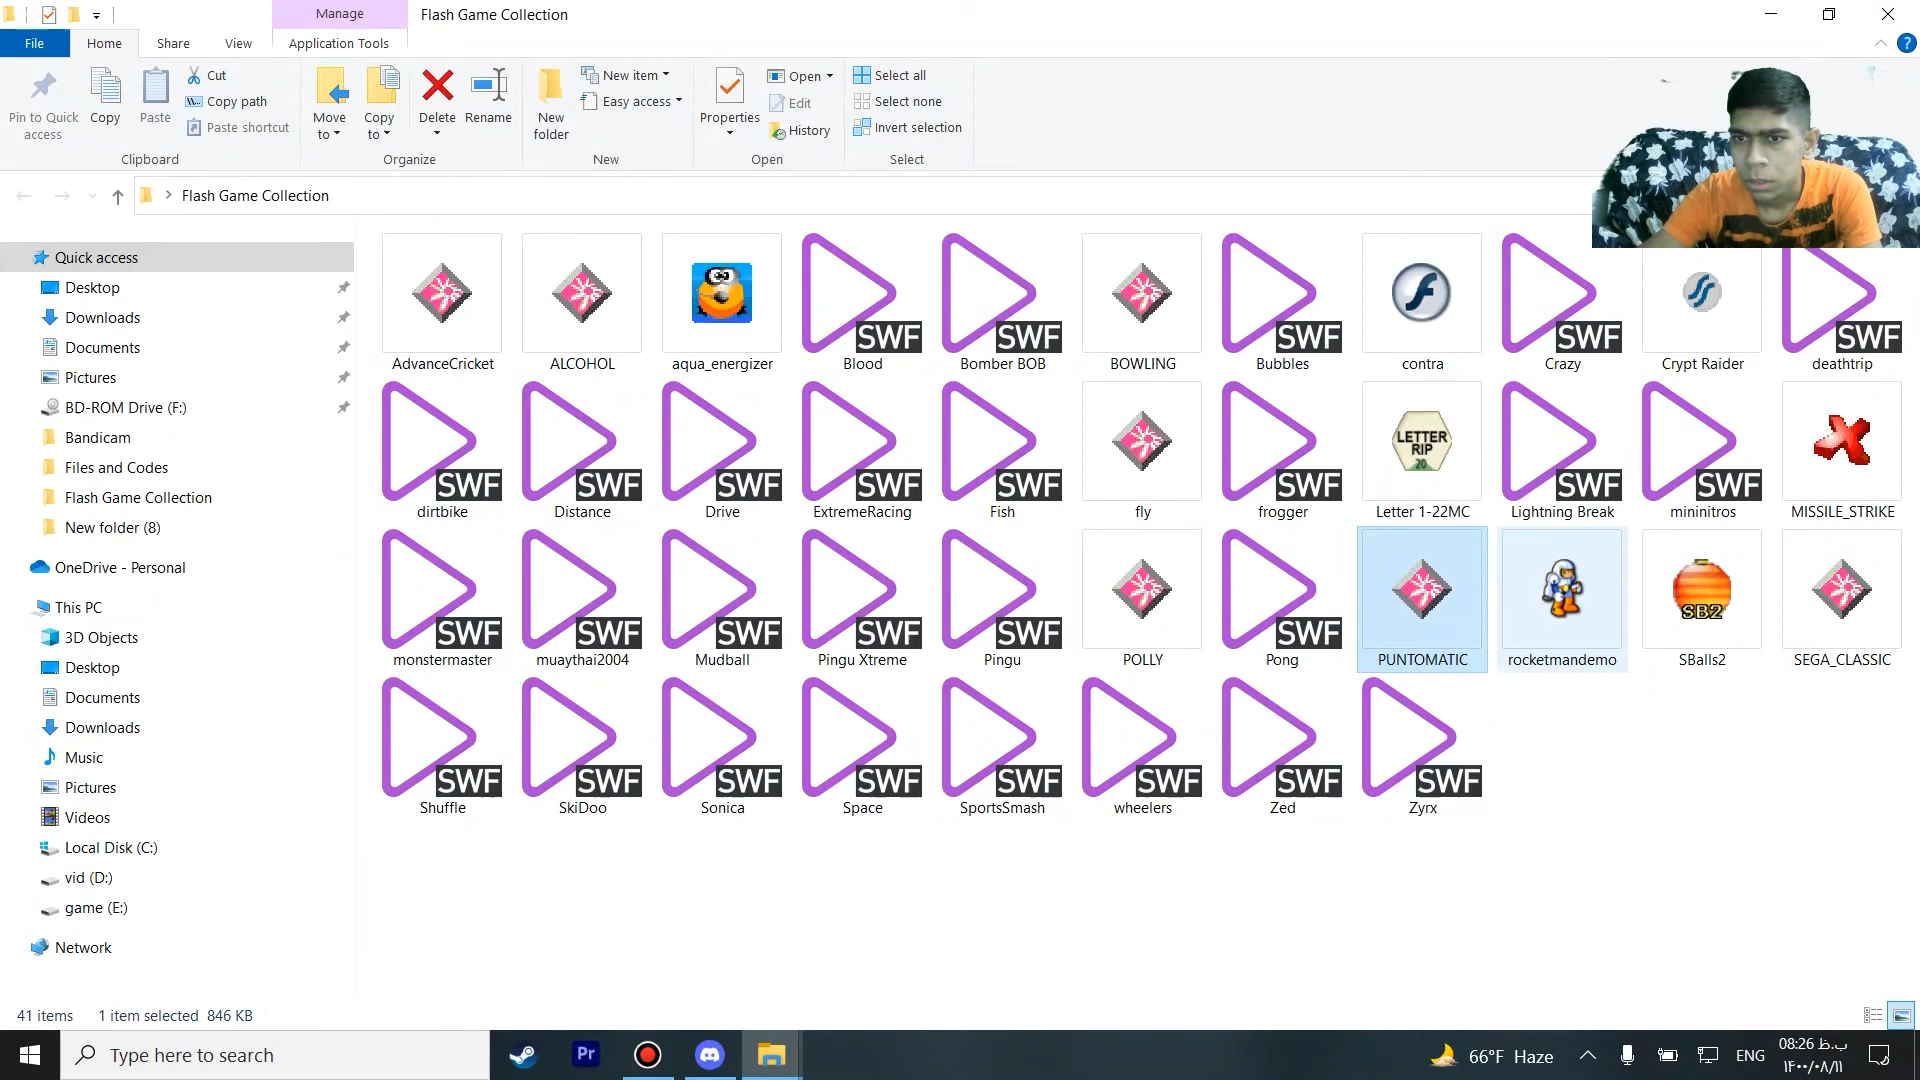 Manage
Flash Game Collection
File
Home
Share
View
Application Tools
Pin to Quick access
Copy
Paste
Cut
Copy path
Paste shortcut
Clipboard
Move to
Copy to
Delete
Rename
Organize
New folder
New item
Easy access
New
Properties
Open
Edit
History
Open
Select all
Select none
Invert selection
Select
Flash Game Collection
Quick access
Desktop
Downloads
Documents
Pictures
BD-ROM Drive (F:)
Bandicam
Files and Codes
Flash Game Collection
New folder (8)
OneDrive - Personal
This PC
3D Objects
Desktop
Documents
Downloads
Music
Pictures
Videos
Local Disk (C:)
vid (D:)
game (E:)
Network
SWF SWF SWF SWF SWF
AdvanceCricket ALCOHOL aqua_energizer Blood Bomber BOB BOWLING Bubbles contra Crazy Crypt Raider deathtrip
LETTER
RIP
20
SWF SWF SWF SWF SWF SWF SWF SWF
dirtbike Distance Drive ExtremeRacing Fish fly frogger Letter 1-22MC Lightning Break mininitros MISSILE_STRIKE
SB2
SWF SWF SWF SWF SWF SWF
monstermaster muaythai2004 Mudball Pingu Xtreme Pingu POLLY Pong PUNTOMATIC rocketmandemo SBalls2 SEGA_CLASSIC
SWF SWF SWF SWF SWF SWF SWF SWF
Shuffle SkiDoo Sonica Space SportsSmash wheelers Zed Zyrx
41 items 1 item selected 846 KB
Type here to search
Pr
66°F Haze
ENG
08:26 ب.ظ
۱۴۰۰/۰۸/۱۱